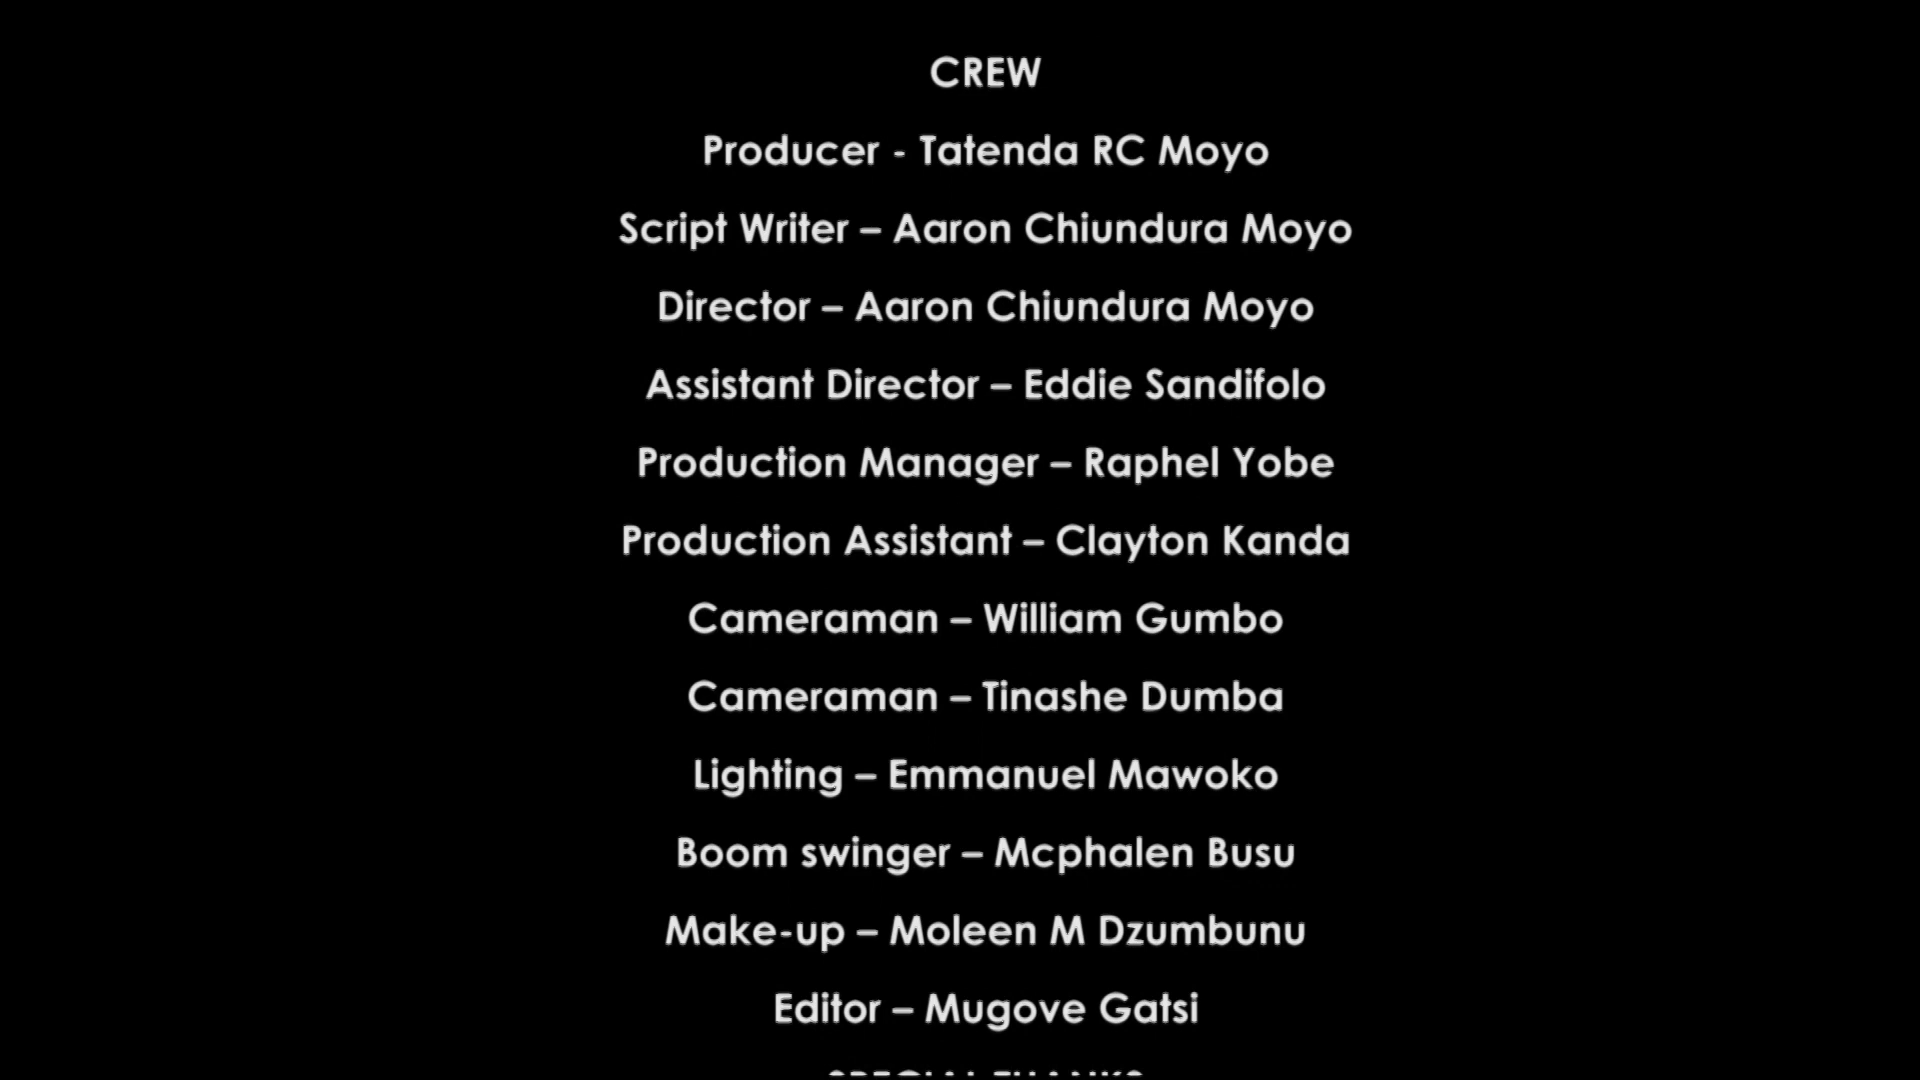 CREW
Producer - Tatenda RC Moyo
Script Writer – Aaron Chiundura Moyo
Director – Aaron Chiundura Moyo
Assistant Director – Eddie Sandifolo
Production Manager – Raphel Yobe
Production Assistant – Clayton Kanda
Cameraman – William Gumbo
Cameraman – Tinashe Dumba
Lighting – Emmanuel Mawoko
Boom swinger – Mcphalen Busu
Make-up – Moleen M Dzumbunu
Editor – Mugove Gatsi
SPECIAL THANKS